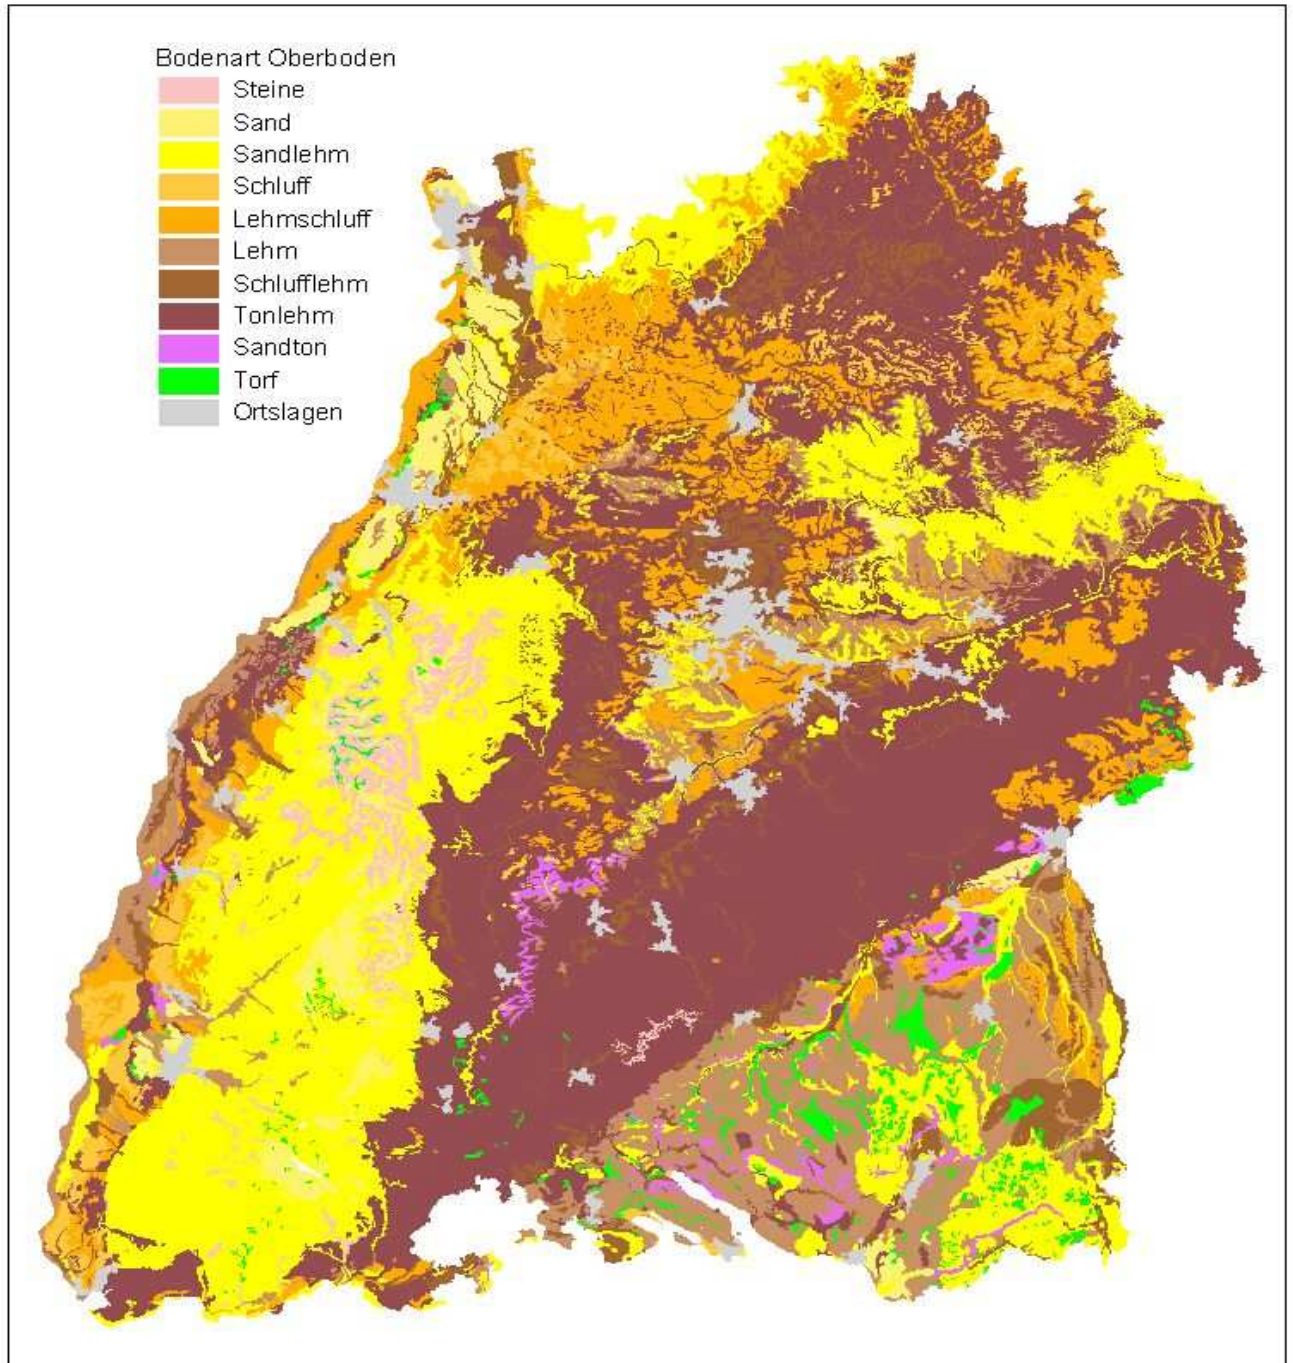 Bodenart Oberboden
Steine
Sand
Sandlehm
Schluff
Lehmschluff
Lehm
Schlufflehm
Tonlehm
Sandton
Torf
Ortslagen